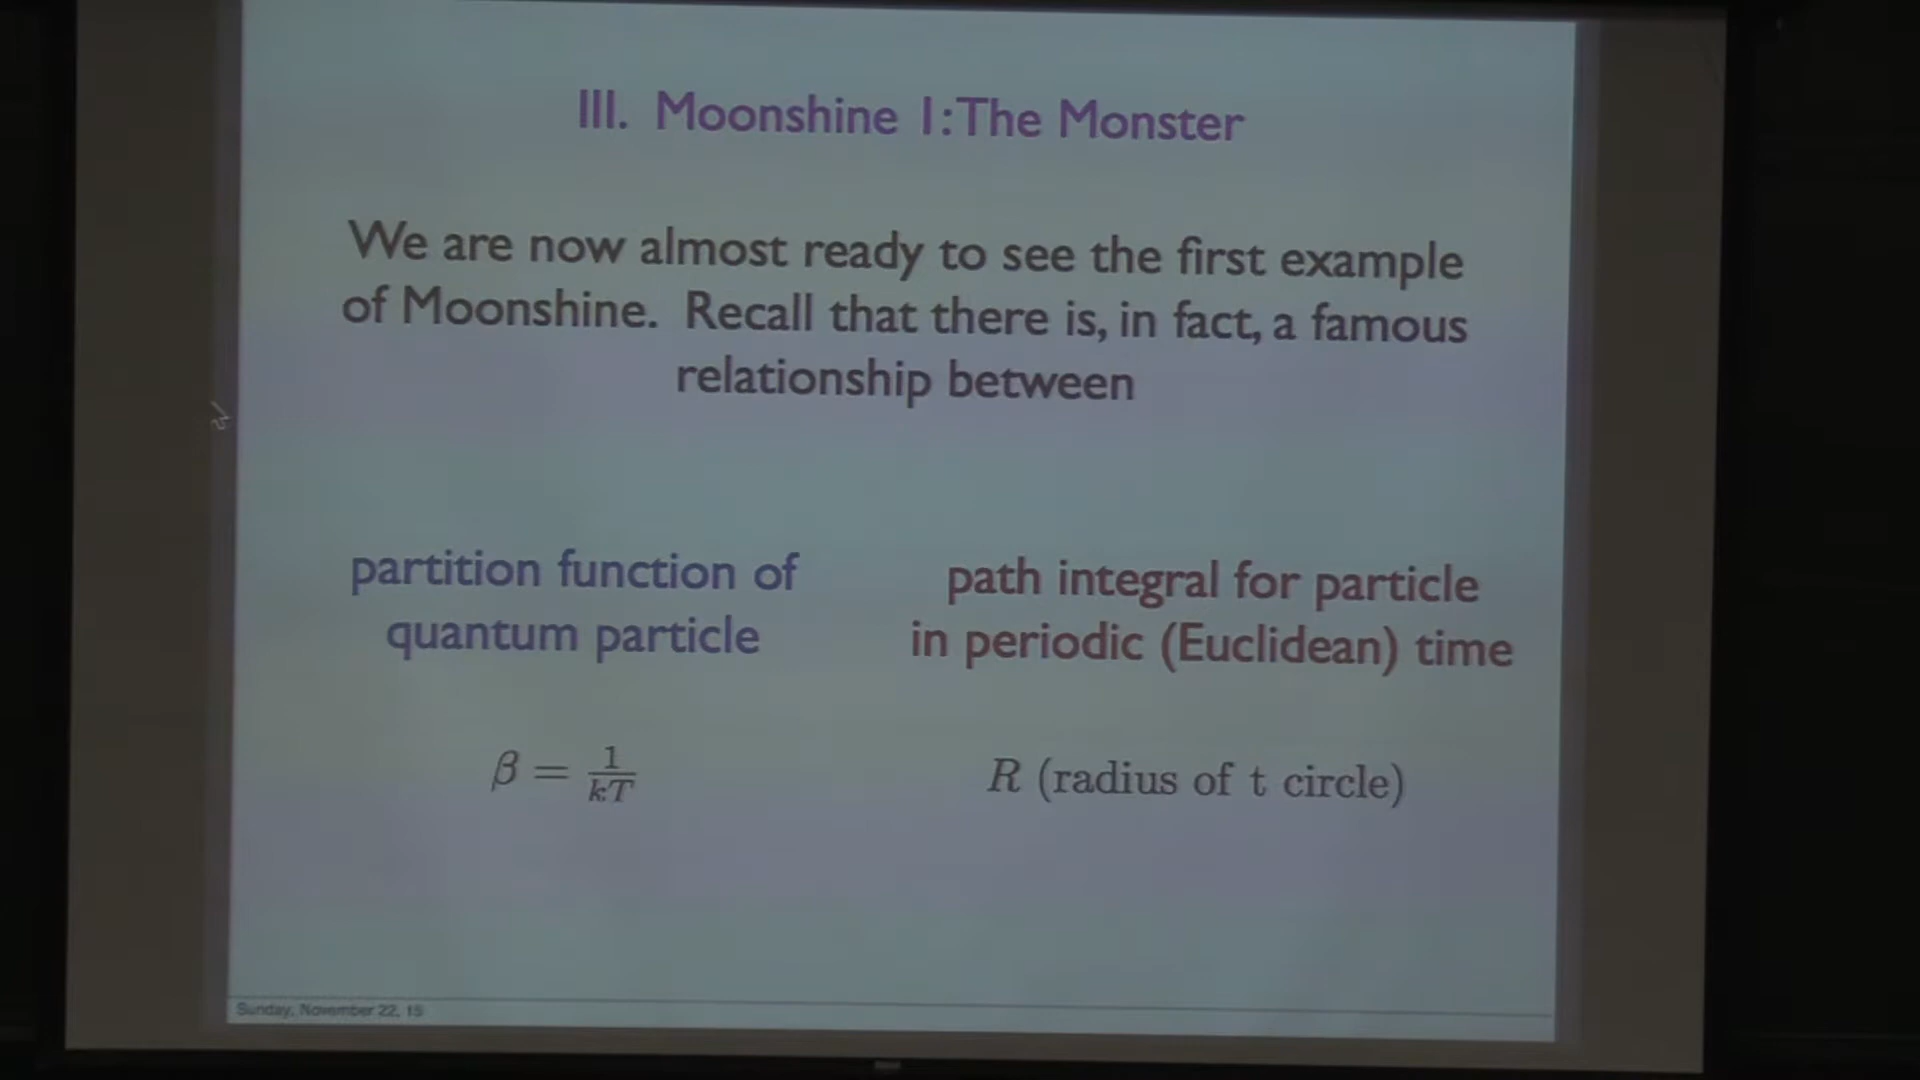 III. Moonshine 1: The Monster
We are now almost ready to see the first example
of Moonshine. Recall that there is, in fact, a famous
relationship between
partition function of
quantum particle
path integral for particle
in periodic (Euclidean) time
β = 1/kT
R (radius of t circle)
Sunday, November 22, 15